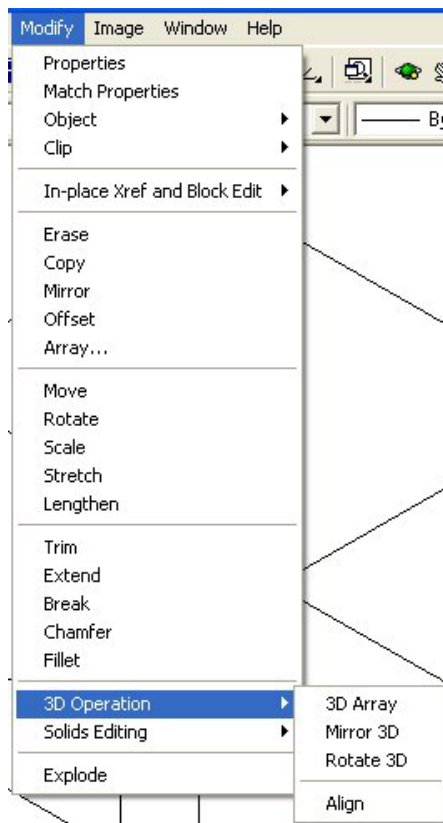 Modify Image Window Help
Properties
Match Properties
Object
Clip
In-place Xref and Block Edit
Erase
Copy
Mirror
Offset
Array...
Move
Rotate
Scale
Stretch
Lengthen
Trim
Extend
Break
Chamfer
Fillet
3D Operation
Solids Editing
Explode
3D Array
Mirror 3D
Rotate 3D
Align